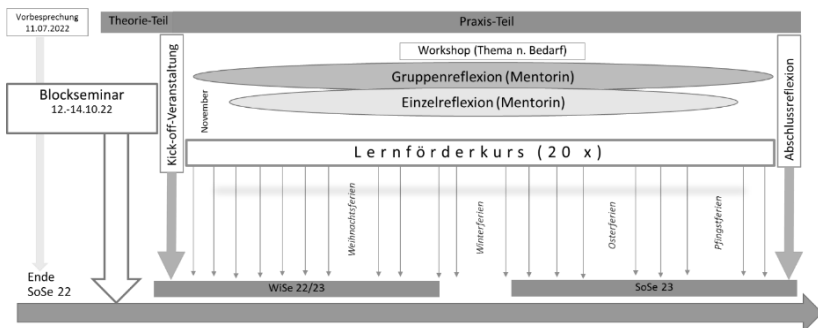 Vorbesprechung
11.07.2022
Theorie-Teil
Praxis-Teil
Blockseminar
12.-14.10.22
Kick-off-Veranstaltung
November
Workshop (Thema n. Bedarf)
Gruppenreflexion (Mentorin)
Einzelreflexion (Mentorin)
Lernförderkurs (20 x)
Abschlussreflexion
Weihnachtsferien
Winterferien
Osterferien
Pfingstferien
Ende
SoSe 22
WiSe 22/23
SoSe 23